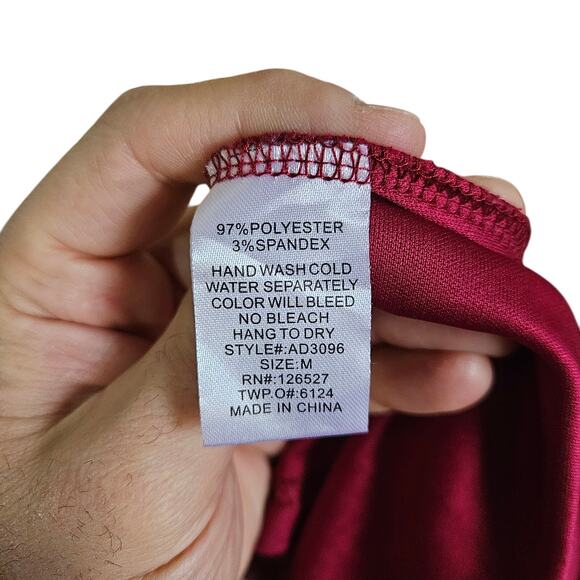 97%POLYESTER
3%SPANDEX
HAND WASH COLD
WATER SEPARATELY
COLOR WILL BLEED
NO BLEACH
HANG TO DRY
STYLE#:AD3096
SIZE:M
RN#:126527
TWP.O#:6124
MADE IN CHINA